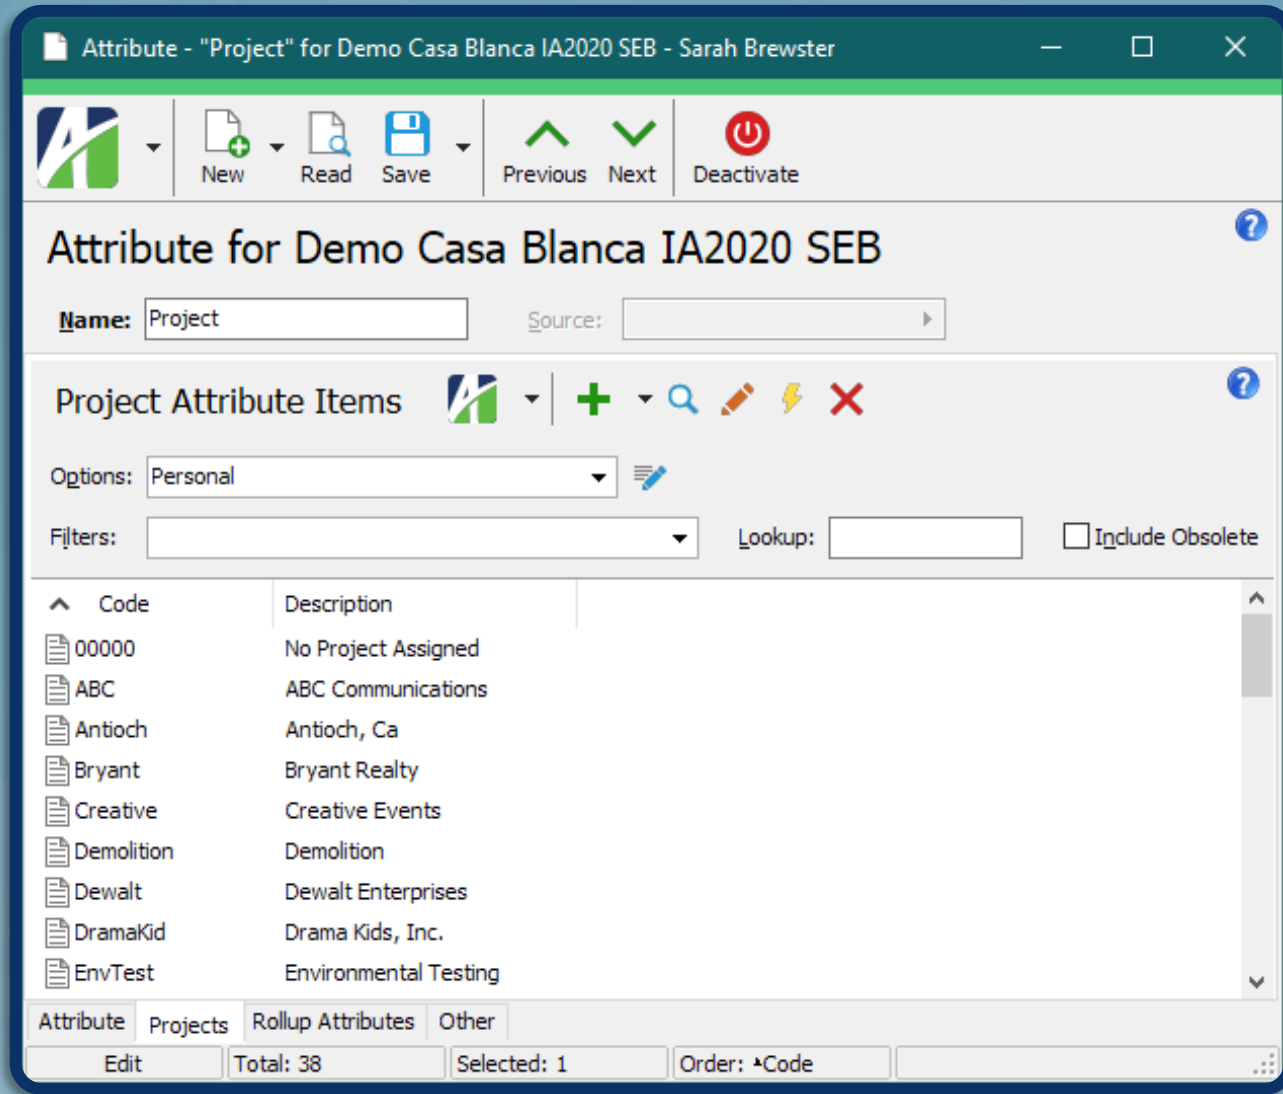 Attribute - "Project" for Demo Casa Blanca IA2020 SEB - Sarah Brewster
New Read Save Previous Next Deactivate
Attribute for Demo Casa Blanca IA2020 SEB
Name: Project Source:
Project Attribute Items
Options: Personal
Filters: Lookup: Include Obsolete
Code Description
00000 No Project Assigned
ABC ABC Communications
Antioch Antioch, Ca
Bryant Bryant Realty
Creative Creative Events
Demolition Demolition
Dewalt Dewalt Enterprises
DramaKid Drama Kids, Inc.
EnvTest Environmental Testing
Attribute Projects Rollup Attributes Other
Edit Total: 38 Selected: 1 Order: Code